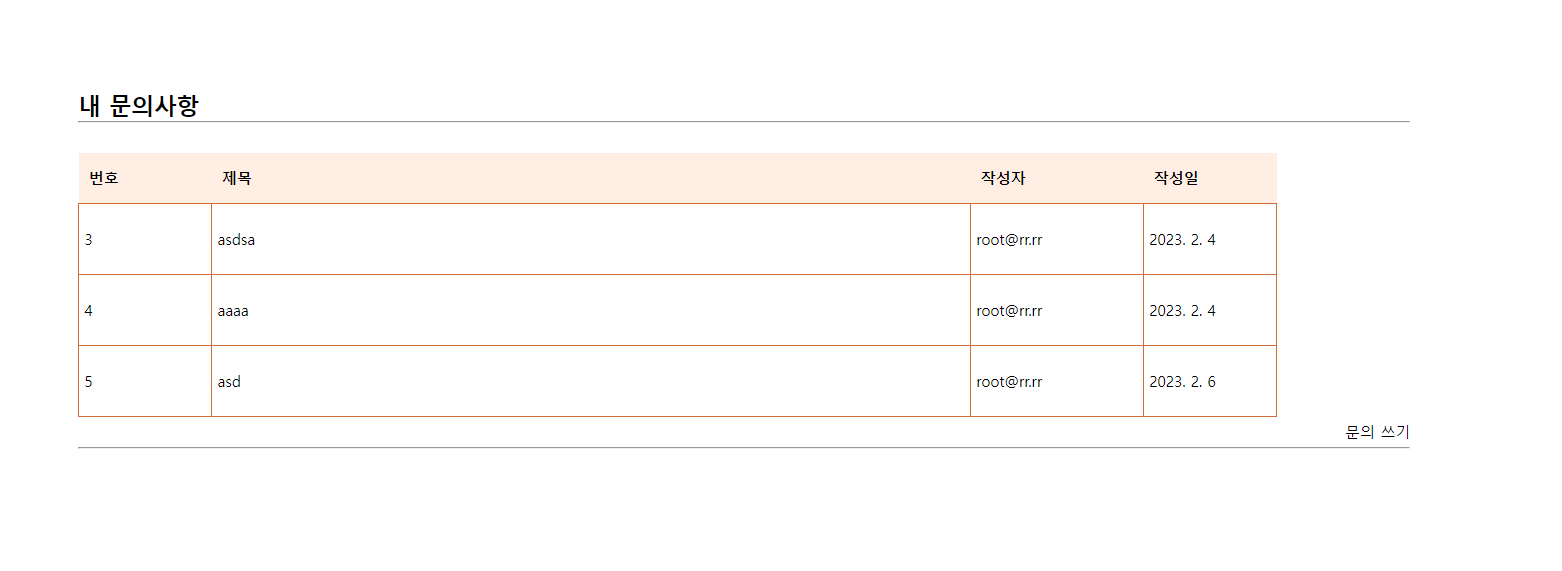 내 문의사항
번호 제목 작성자 작성일
3 asdsa root@rr.rr 2023. 2. 4
4 aaaa root@rr.rr 2023. 2. 4
5 asd root@rr.rr 2023. 2. 6
문의 쓰기